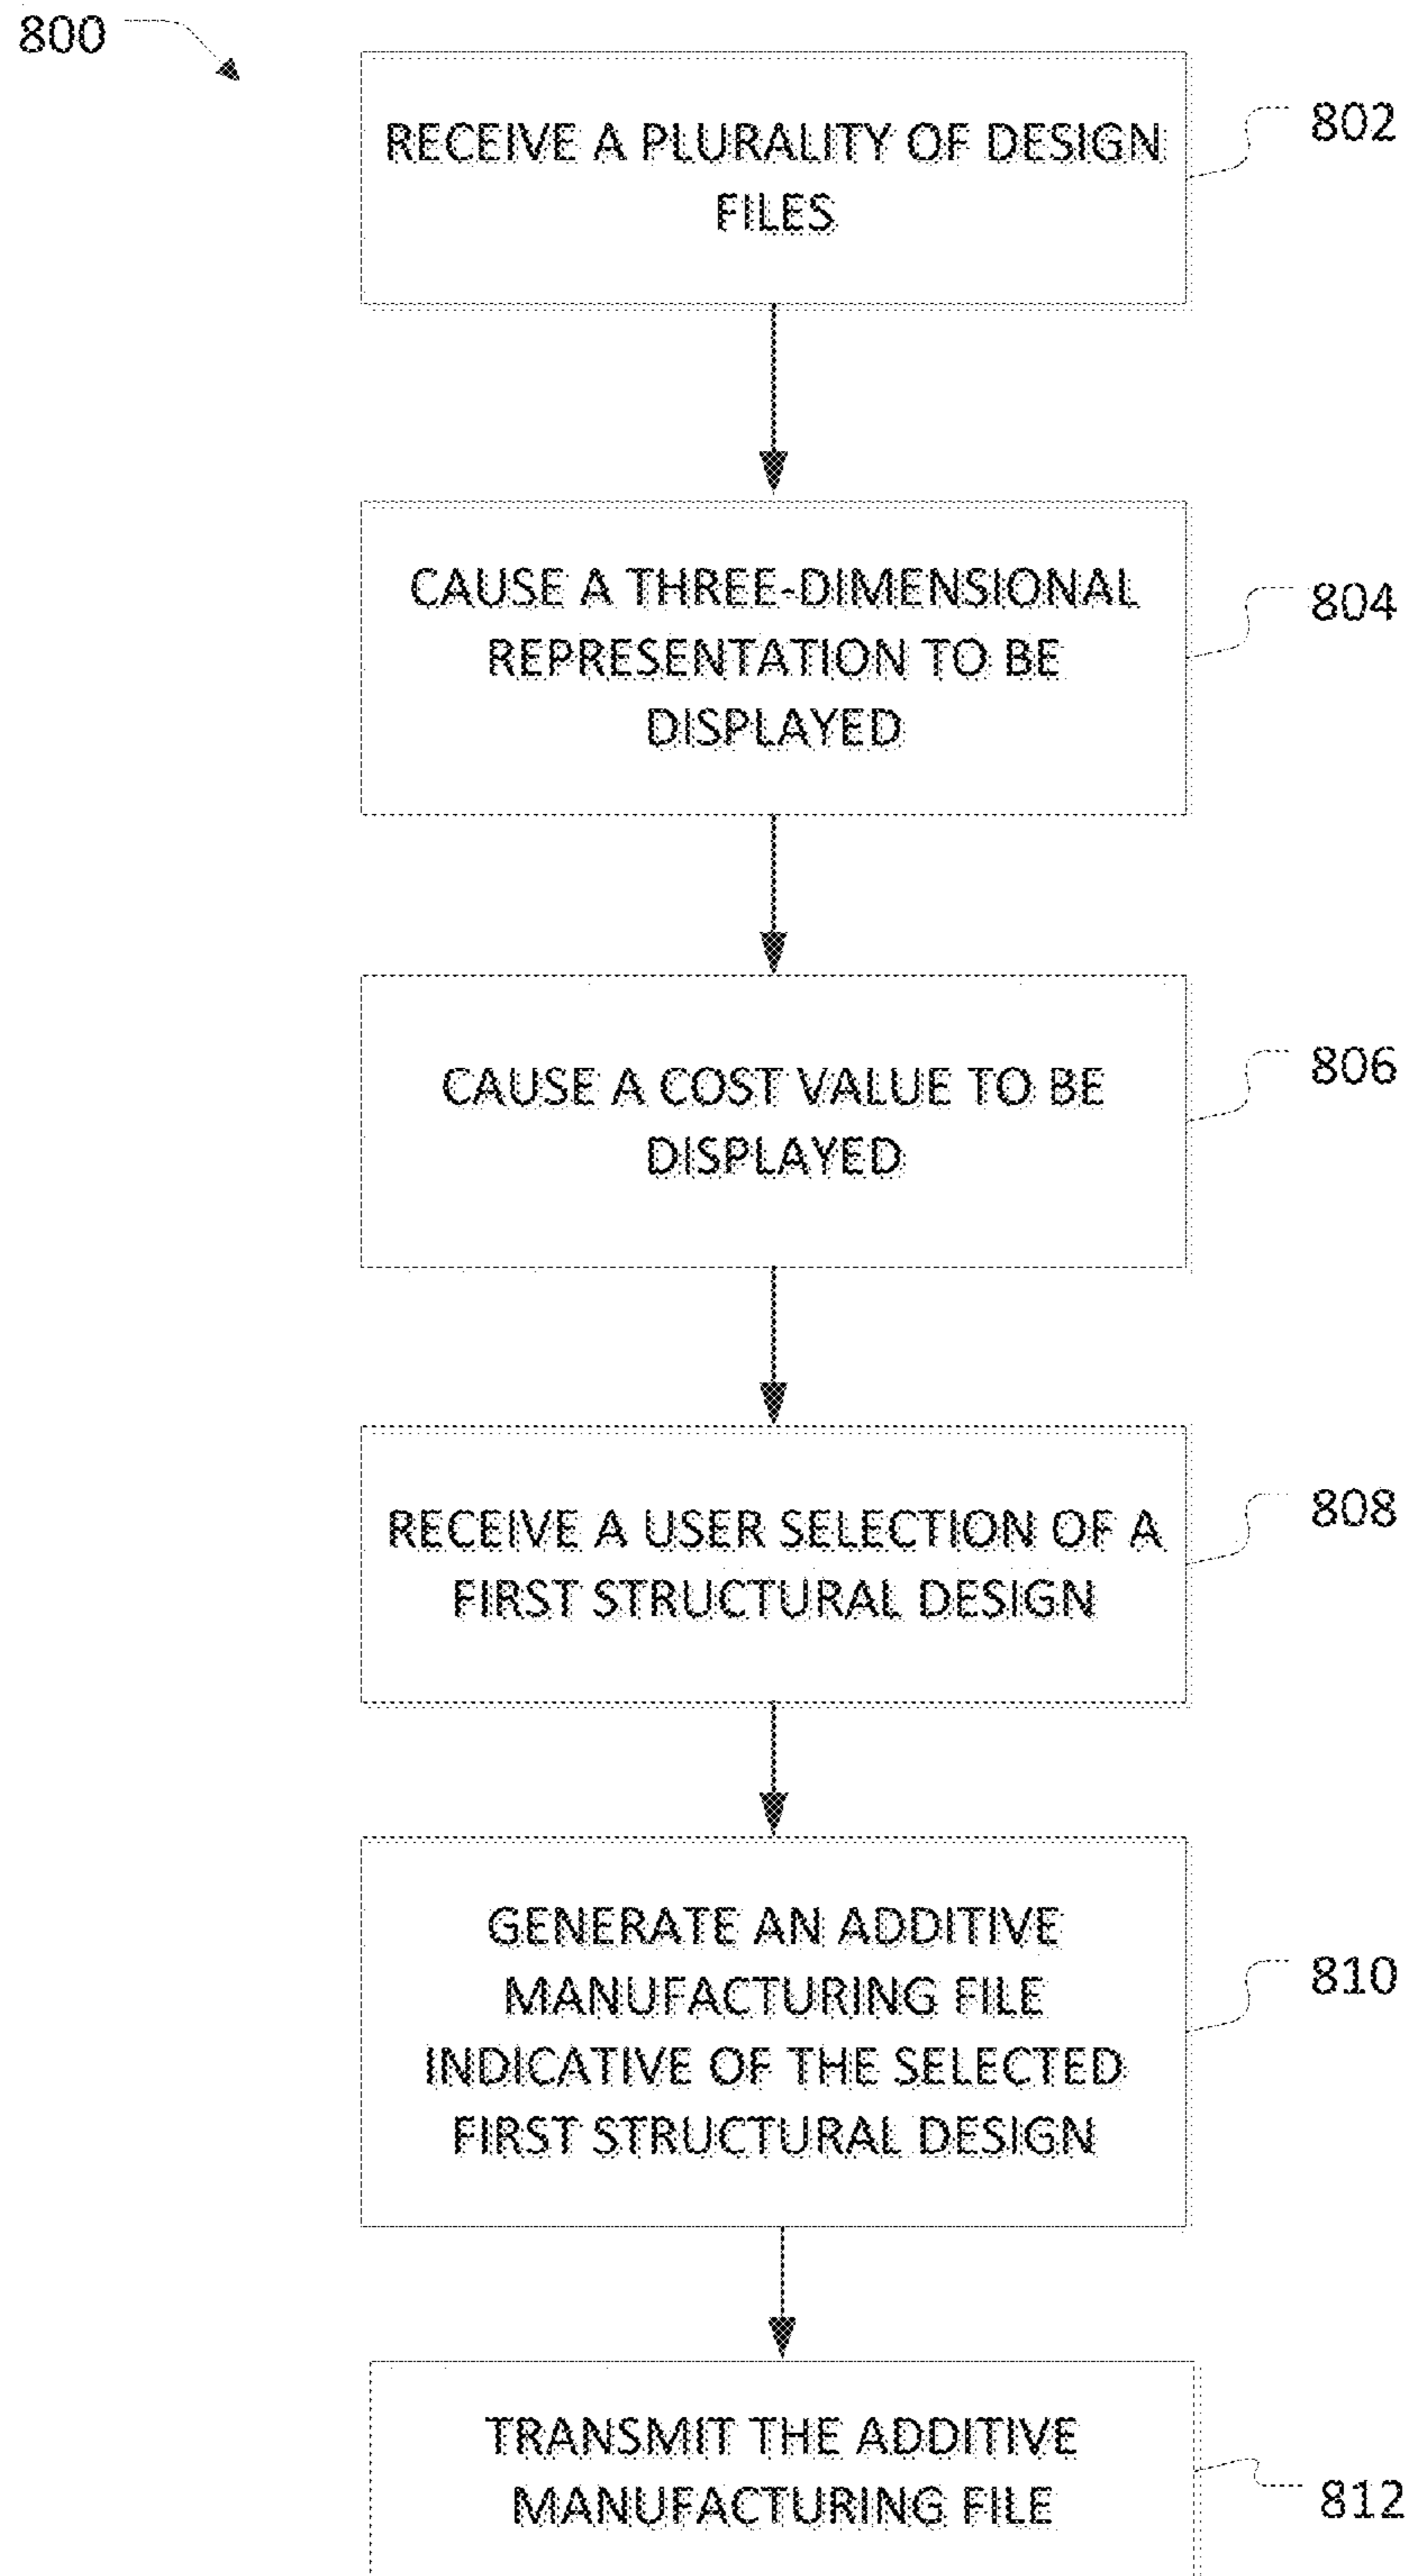 800
RECEIVE A PLURALITY OF DESIGN
FILES
802
CAUSE A THREE-DIMENSIONAL
REPRESENTATION TO BE
DISPLAYED
804
CAUSE A COST VALUE TO BE
DISPLAYED
806
RECEIVE A USER SELECTION OF A
FIRST STRUCTURAL DESIGN
808
GENERATE AN ADDITIVE
MANUFACTURING FILE
INDICATIVE OF THE SELECTED
FIRST STRUCTURAL DESIGN
810
TRANSMIT THE ADDITIVE
MANUFACTURING FILE
812